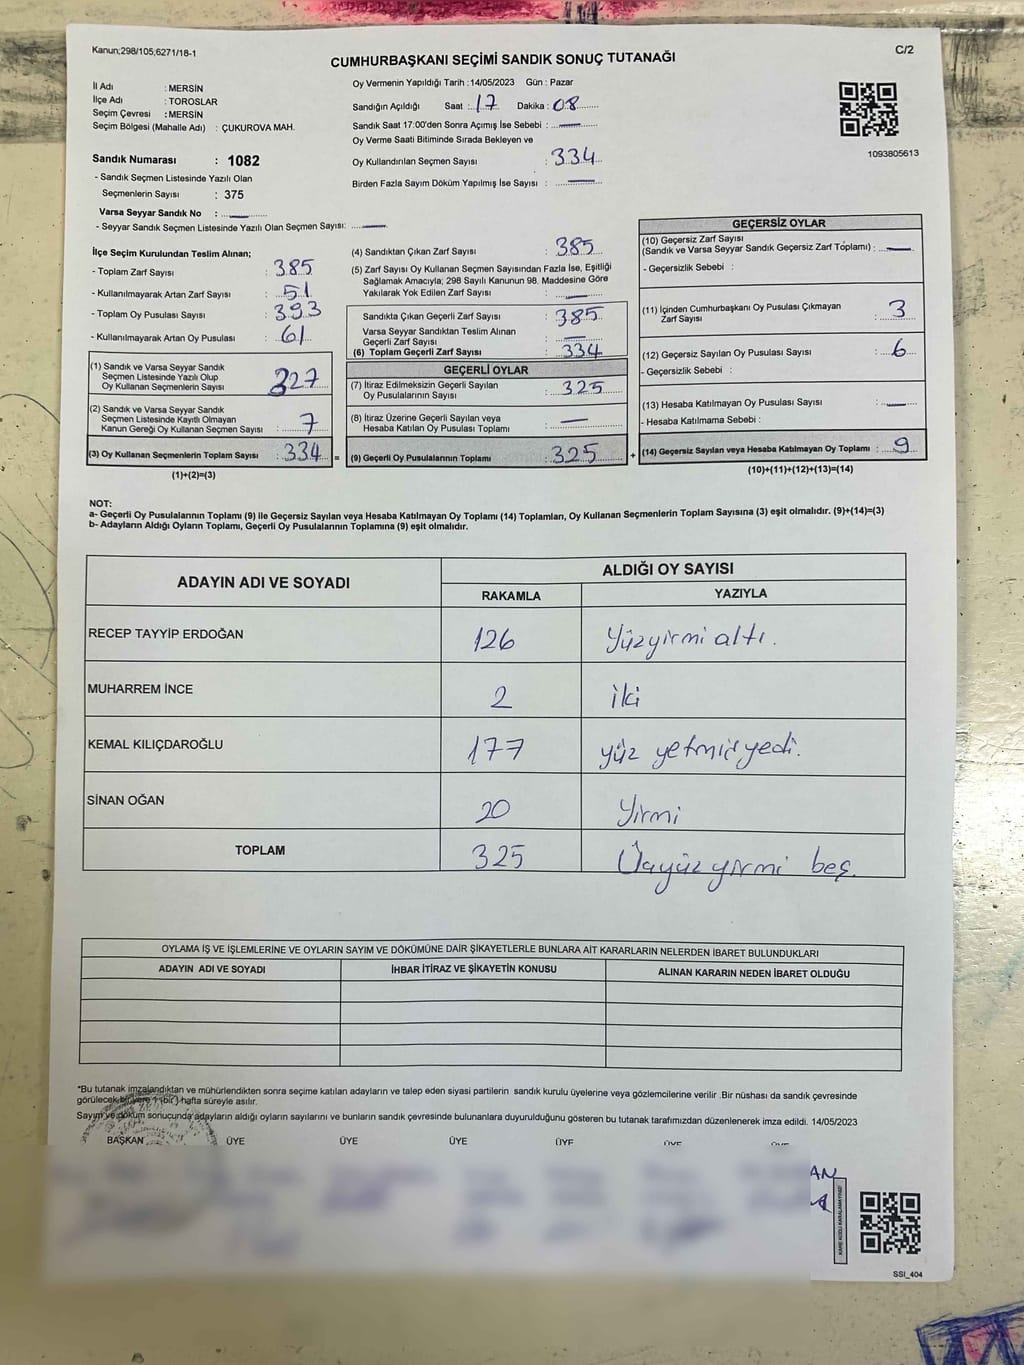 Kanun;298/105,6271/18-1
C/2
CUMHURBAŞKANI SEÇİMİ SANDIK SONUÇ TUTANAĞI
İl Adı : MERSİN
İlçe Adı : TOROSLAR
Seçim Çevresi : MERSİN
Seçim Bölgesi (Mahalle Adı) : ÇUKUROVA MAH.
Sandık Numarası : 1082
- Sandık Seçmen Listesinde Yazılı Olan
Seçmenlerin Sayısı : 375
Varsa Seyyar Sandık No :
- Seyyar Sandık Seçmen Listesinde Yazılı Olan Seçmen Sayısı:
Oy Vermenin Yapıldığı Tarih : 14/05/2023 Gün : Pazar
Sandığın Açıldığı Saat : 17 Dakika : 08
Sandık Saat 17:00'den Sonra Açımış İse Sebebi :
Oy Verme Saati Bitiminde Sırada Bekleyen ve
Oy Kullandırılan Seçmen Sayısı : 334
Birden Fazla Sayım Döküm Yapılmış İse Sayısı :
1093805613
İlçe Seçim Kurulundan Teslim Alınan;
- Toplam Zarf Sayısı : 385
- Kullanılmayarak Artan Zarf Sayısı : 51
- Toplam Oy Pusulası Sayısı : 393
- Kullanılmayarak Artan Oy Pusulası : 61
(1) Sandık ve Varsa Seyyar Sandık
Seçmen Listesinde Yazılı Olup
Oy Kullanan Seçmenlerin Sayısı : 327
(2) Sandık ve Varsa Seyyar Sandık
Seçmen Listesinde Kayıtlı Olmayan
Kanun Gereği Oy Kullanan Seçmen Sayısı : 7
(3) Oy Kullanan Seçmenlerin Toplam Sayısı : 334 =
(1)+(2)=(3)
(4) Sandıktan Çıkan Zarf Sayısı : 385
(5) Zarf Sayısı Oy Kullanan Seçmen Sayısından Fazla İse, Eşitliği
Sağlamak Amacıyla; 298 Sayılı Kanunun 98. Maddesine Göre
Yakılarak Yok Edilen Zarf Sayısı :
Sandıkta Çıkan Geçerli Zarf Sayısı : 385
Varsa Seyyar Sandıktan Teslim Alınan
Geçerli Zarf Sayısı :
(6) Toplam Geçerli Zarf Sayısı : 334
GEÇERLİ OYLAR
(7) İtiraz Edilmeksizin Geçerli Sayılan
Oy Pusulalarının Sayısı : 325
(8) İtiraz Üzerine Geçerli Sayılan veya
Hesaba Katılan Oy Pusulası Toplamı :
(9) Geçerli Oy Pusulalarının Toplamı : 325 +
GEÇERSİZ OYLAR
(10) Geçersiz Zarf Sayısı
(Sandık ve Varsa Seyyar Sandık Geçersiz Zarf Toplamı) :
- Geçersizlik Sebebi :
(11) İçinden Cumhurbaşkanı Oy Pusulası Çıkmayan
Zarf Sayısı : 3
(12) Geçersiz Sayılan Oy Pusulası Sayısı : 6
- Geçersizlik Sebebi :
(13) Hesaba Katılmayan Oy Pusulası Sayısı :
- Hesaba Katılmama Sebebi :
(14) Geçersiz Sayılan veya Hesaba Katılmayan Oy Toplamı : 9
(10)+(11)+(12)+(13)=(14)
NOT:
a- Geçerli Oy Pusulalarının Toplamı (9) ile Geçersiz Sayılan veya Hesaba Katılmayan Oy Toplamı (14) Toplamları, Oy Kullanan Seçmenlerin Toplam Sayısına (3) eşit olmalıdır. (9)+(14)=(3)
b- Adayların Aldığı Oyların Toplamı, Geçerli Oy Pusulalarının Toplamına (9) eşit olmalıdır.
ADAYIN ADI VE SOYADI
ALDIĞI OY SAYISI
RAKAMLA YAZIYLA
RECEP TAYYİP ERDOĞAN 126 Yüzyirmi altı.
MUHARREM İNCE 2 iki
KEMAL KILIÇDAROĞLU 177 yüz yetmiş yedi.
SİNAN OĞAN 20 Yirmi
TOPLAM 325 Üçyüz yirmi beş.
OYLAMA İŞ VE İŞLEMLERİNE VE OYLARIN SAYIM VE DÖKÜMÜNE DAİR ŞİKAYETLERLE BUNLARA AİT KARARLARIN NELERDEN İBARET BULUNDUKLARI
ADAYIN ADI VE SOYADI İHBAR İTİRAZ VE ŞİKAYETİN KONUSU ALINAN KARARIN NEDEN İBARET OLDUĞU
*Bu tutanak imzalandıktan ve mühürlendikten sonra seçime katılan adayların ve talep eden siyasi partilerin sandık kurulu üyelerine veya gözlemcilerine verilir .Bir nüshası da sandık çevresinde
görülecek bir yere 1 (bir) hafta süreyle asılır.
Sayım ve döküm sonucunda adayların aldığı oyların sayılarını ve bunların sandık çevresinde bulunanlara duyurulduğunu gösteren bu tutanak tarafımızdan düzenlenerek imza edildi. 14/05/2023
BAŞKAN ÜYE ÜYE ÜYE ÜYE ÜYE ÜYE
AN
SSI_404